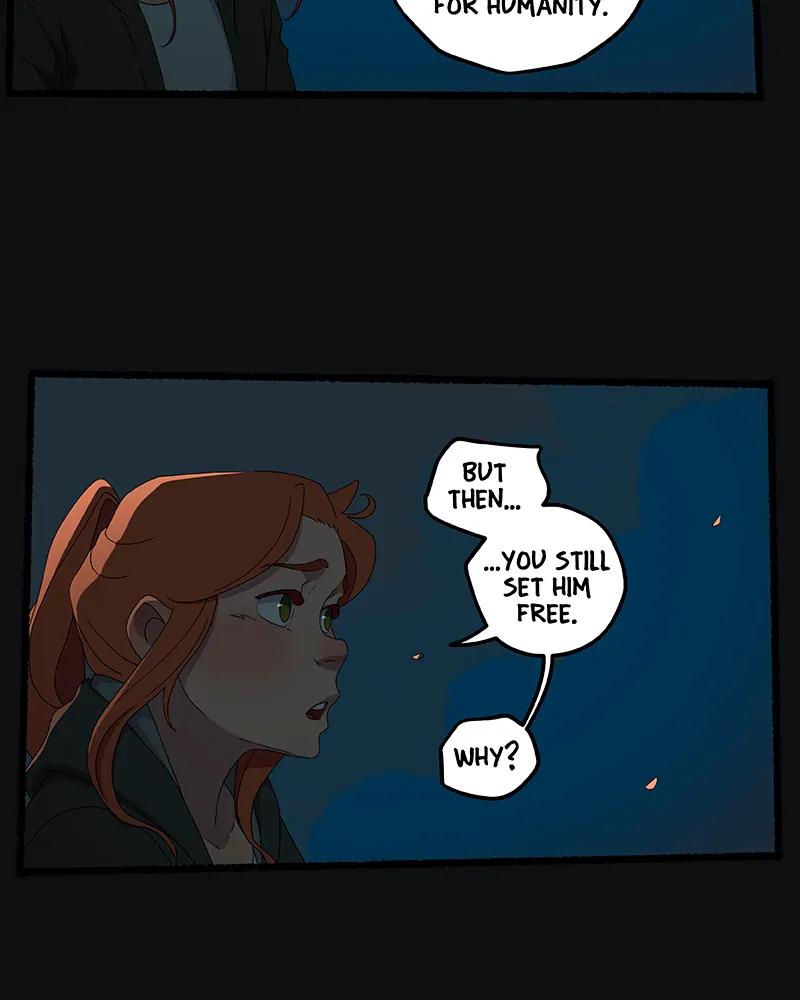 FOR HUMANITY.
BUT
THEN...
...YOU STILL
SET HIM
FREE.
WHY?